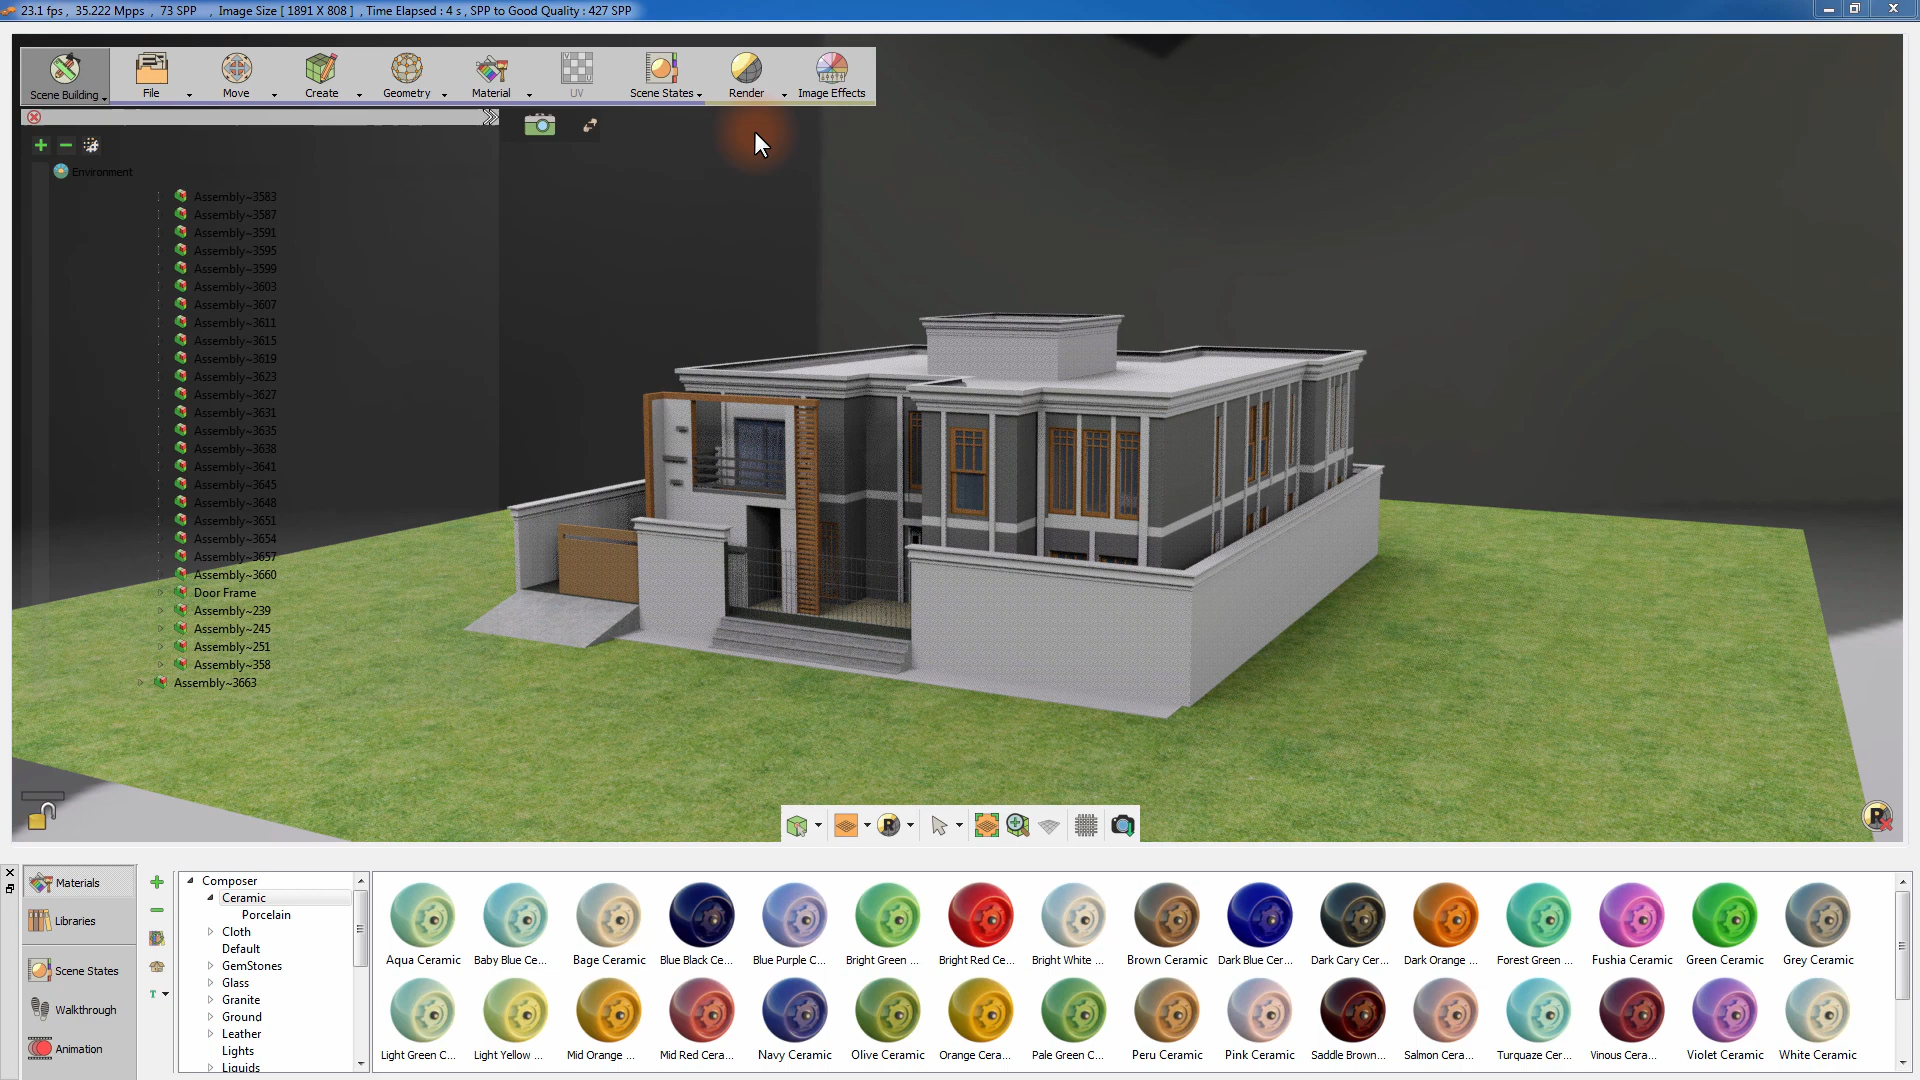 23.1 fps , 35.222 Mpps , 73 SPP , Image Size [ 1891 X 808 ] , Time Elapsed : 4 s , SPP to Good Quality : 427 SPP
Scene Building
File
Move
Create
Geometry
Material
UV
Scene States
Render
Image Effects
Environment
Assembly~3583
Assembly~3587
Assembly~3591
Assembly~3595
Assembly~3599
Assembly~3603
Assembly~3607
Assembly~3611
Assembly~3615
Assembly~3619
Assembly~3623
Assembly~3627
Assembly~3631
Assembly~3635
Assembly~3638
Assembly~3641
Assembly~3645
Assembly~3648
Assembly~3651
Assembly~3654
Assembly~3657
Assembly~3660
Door Frame
Assembly~239
Assembly~245
Assembly~251
Assembly~358
Assembly~3663
Materials
Libraries
Scene States
Walkthrough
Animation
Composer
Ceramic
Porcelain
Cloth
Default
GemStones
Glass
Granite
Ground
Leather
Lights
Liquids
Aqua Ceramic
Baby Blue Ce...
Bage Ceramic
Blue Black Ce...
Blue Purple C...
Bright Green ...
Bright Red Ce...
Bright White ...
Brown Ceramic
Dark Blue Cer...
Dark Cary Cer...
Dark Orange ...
Forest Green ...
Fushia Ceramic
Green Ceramic
Grey Ceramic
Light Green C...
Light Yellow ...
Mid Orange ...
Mid Red Cera...
Navy Ceramic
Olive Ceramic
Orange Cera...
Pale Green C...
Peru Ceramic
Pink Ceramic
Saddle Brown...
Salmon Cera...
Turquaze Cer...
Vinous Cera...
Violet Ceramic
White Ceramic